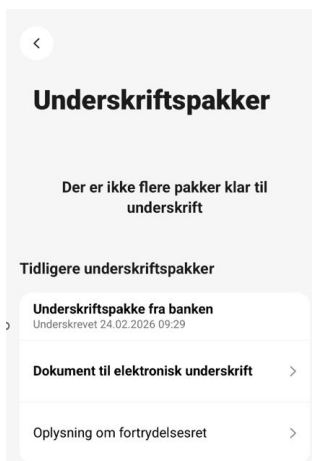 Underskriftspakker
Der er ikke flere pakker klar til
underskrift
Tidligere underskriftspakker
Underskriftspakke fra banken
Underskrevet 24.02.2026 09:29
Dokument til elektronisk underskrift
Oplysning om fortrydelsesret